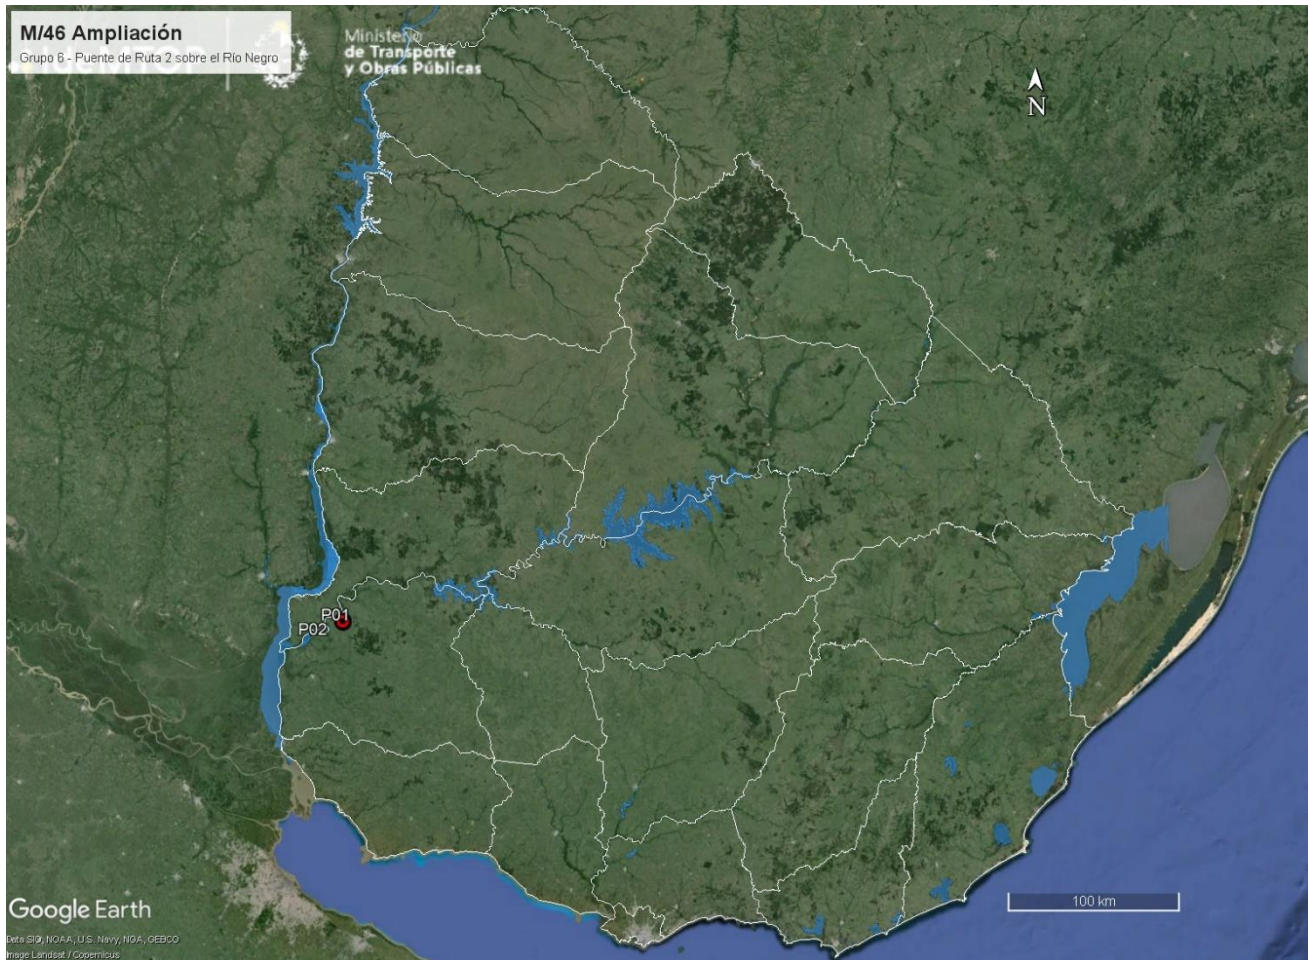 M/46 Ampliación
Grupo 6 - Puente de Ruta 2 sobre el Río Negro
Ministerio
de Transporte
y Obras Públicas
N
P01
P02
100 km
Google Earth
Data SIO, NOAA, U.S. Navy, NGA, GEBCO
Image Landsat / Copernicus